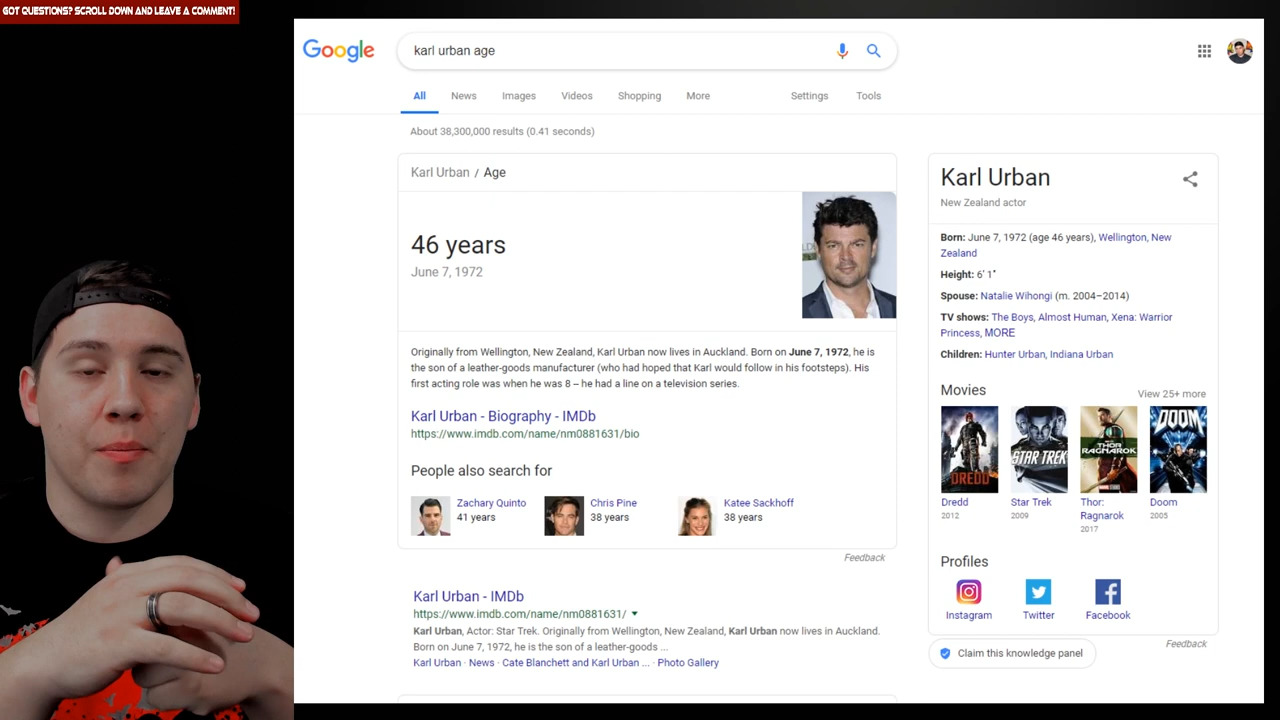 GOT QUESTIONS? SCROLL DOWN AND LEAVE A COMMENT!
Google
karl urban age
All News Images Videos Shopping More Settings Tools
About 38,300,000 results (0.41 seconds)
Karl Urban / Age
46 years
June 7, 1972
Originally from Wellington, New Zealand, Karl Urban now lives in Auckland. Born on June 7, 1972, he is
the son of a leather-goods manufacturer (who had hoped that Karl would follow in his footsteps). His
first acting role was when he was 8 – he had a line on a television series.
Karl Urban - Biography - IMDb
https://www.imdb.com/name/nm0881631/bio
People also search for
Zachary Quinto
41 years
Chris Pine
38 years
Katee Sackhoff
38 years
Feedback
Karl Urban - IMDb
https://www.imdb.com/name/nm0881631/
Karl Urban, Actor: Star Trek. Originally from Wellington, New Zealand, Karl Urban now lives in Auckland.
Born on June 7, 1972, he is the son of a leather-goods ...
Karl Urban · News · Cate Blanchett and Karl Urban ... · Photo Gallery
Karl Urban
New Zealand actor
Born: June 7, 1972 (age 46 years), Wellington, New
Zealand
Height: 6′ 1″
Spouse: Natalie Wihongi (m. 2004–2014)
TV shows: The Boys, Almost Human, Xena: Warrior
Princess, MORE
Children: Hunter Urban, Indiana Urban
Movies
View 25+ more
DREDD
STAR TREK
THOR
RAGNAROK
DOOM
Dredd
2012
Star Trek
2009
Thor:
Ragnarok
2017
Doom
2005
Profiles
Instagram
Twitter
Facebook
Feedback
Claim this knowledge panel